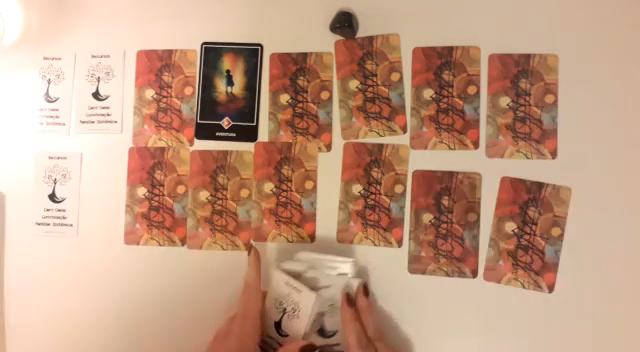 Recursos
Recursos
Card Game
Constelação
Familiar Sistêmica
Card Game
Constelação
Familiar Sistêmica
AVENTURA
Recursos
Card Game
Constelação
Familiar Sistêmica